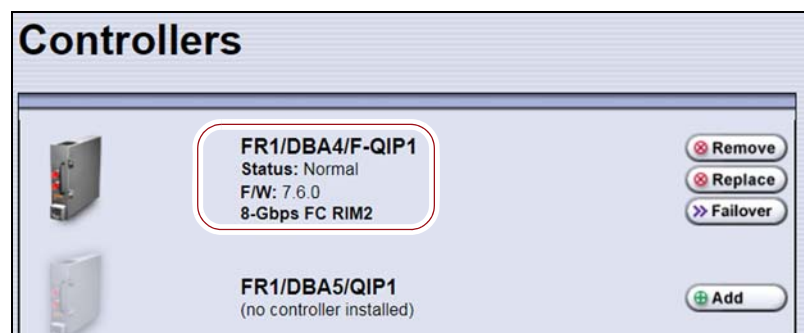 Controllers
FR1/DBA4/F-QIP1
Status: Normal
F/W: 7.6.0
8-Gbps FC RIM2
Remove
Replace
Failover
FR1/DBA5/QIP1
(no controller installed)
Add